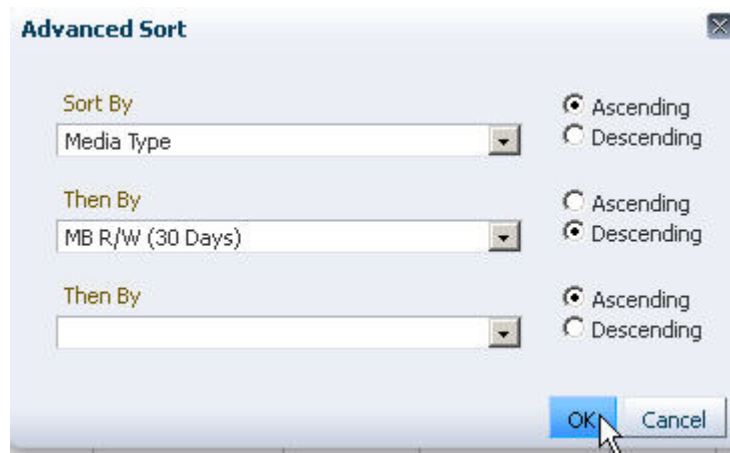 Advanced Sort
Sort By
Media Type
Ascending
Descending
Then By
MB R/W (30 Days)
Ascending
Descending
Then By
Ascending
Descending
OK
Cancel